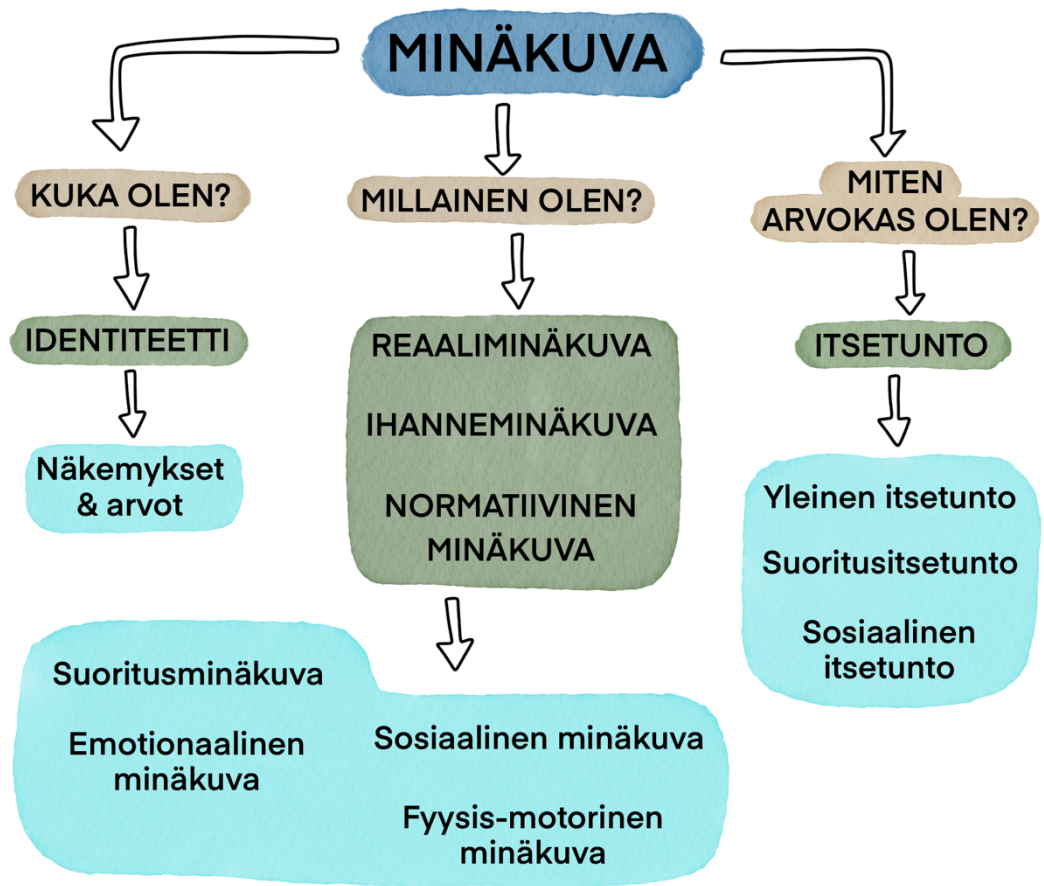 MINÄKUVA
KUKA OLEN?
IDENTITEETTI
Näkemykset
& arvot
MILLAINEN OLEN?
REAALIMINÄKUVA
IHANNEMINÄKUVA
NORMATIIVINEN
MINÄKUVA
Suoritusminäkuva
Emotionaalinen
minäkuva
Sosiaalinen minäkuva
Fyysis-motorinen
minäkuva
MITEN
ARVOKAS OLEN?
ITSETUNTO
Yleinen itsetunto
Suoritusitsetunto
Sosiaalinen
itsetunto